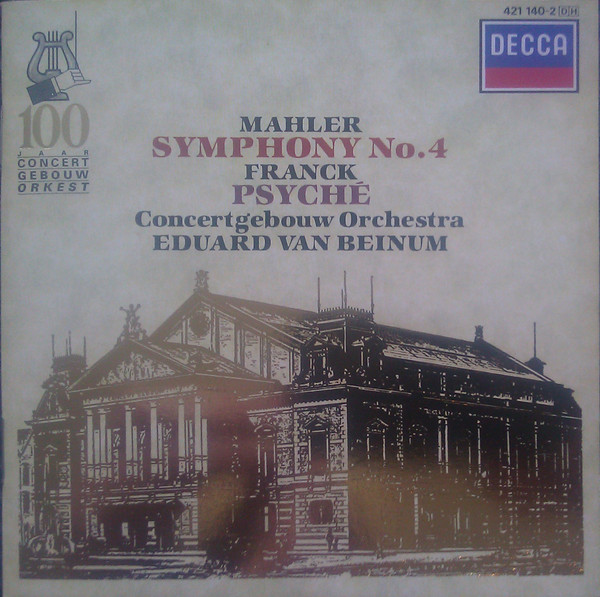 421 140-2 DH
DECCA
100
JAAR
CONCERT
GEBOUW
ORKEST
MAHLER
SYMPHONY No.4
FRANCK
PSYCHÉ
Concertgebouw Orchestra
EDUARD VAN BEINUM